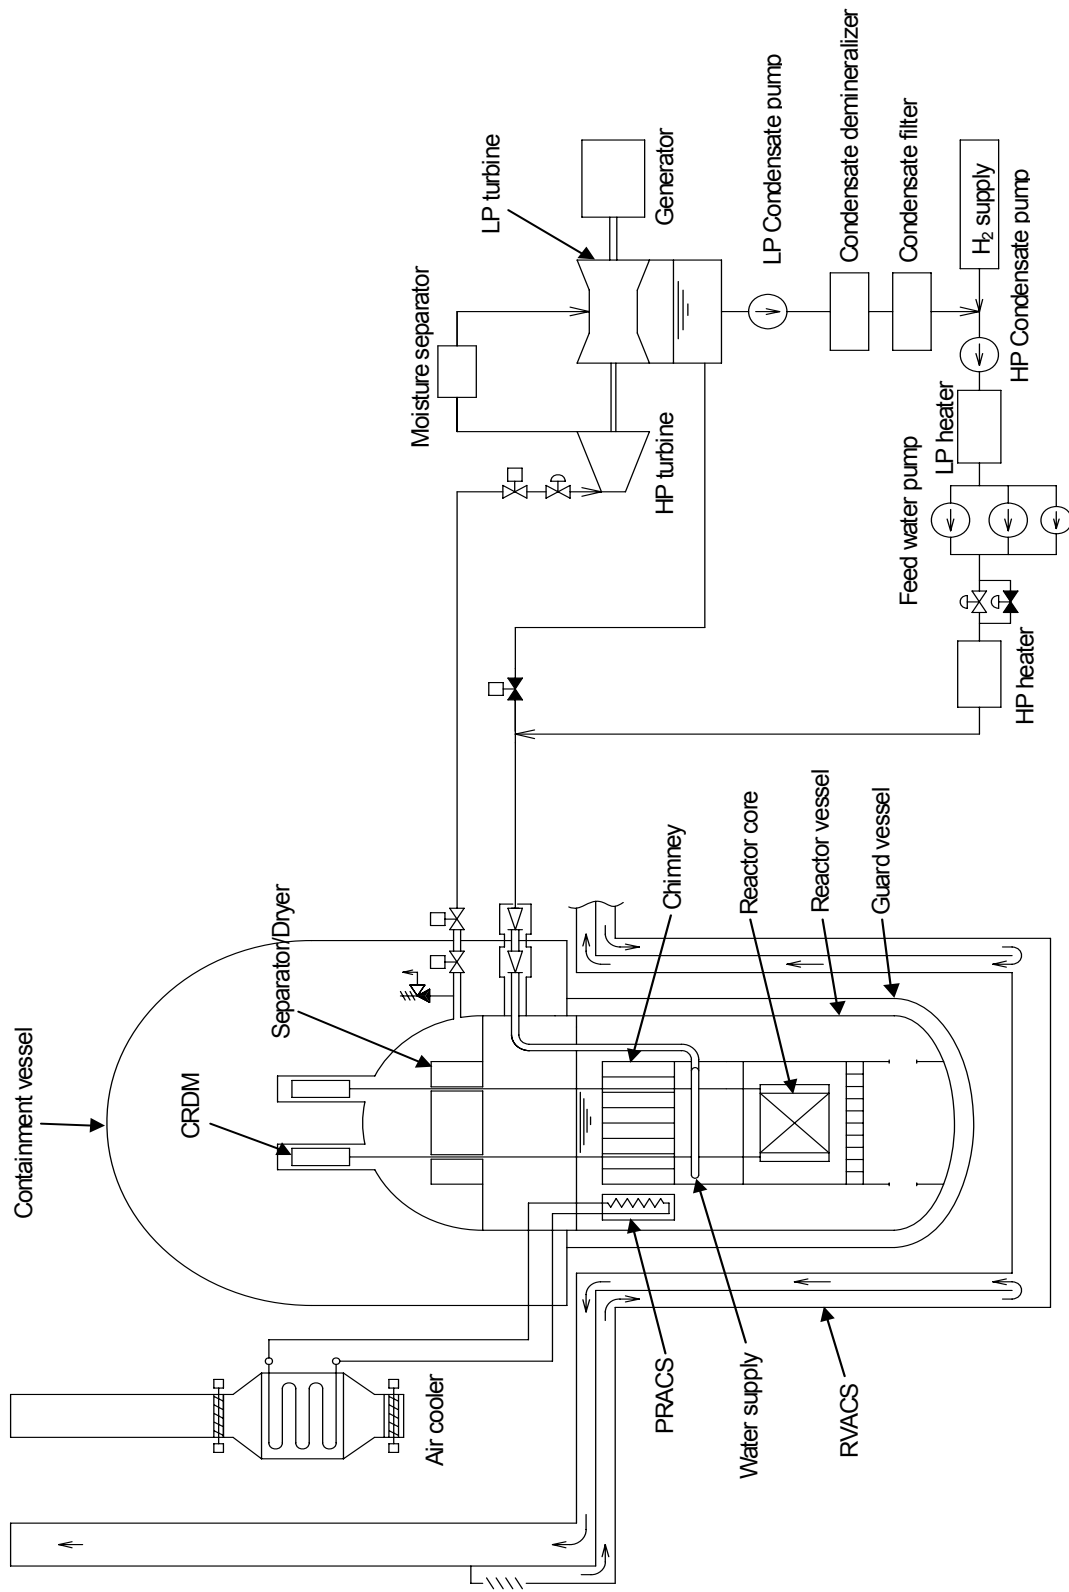 Containment vessel
CRDM
Separator/Dryer
Air cooler
PRACS
Water supply
RVACS
Chimney
Reactor core
Reactor vessel
Guard vessel
Moisture separator
HP turbine
LP turbine
Generator
LP Condensate pump
Condensate demineralizer
Condensate filter
H₂ supply
HP Condensate pump
LP heater
Feed water pump
HP heater